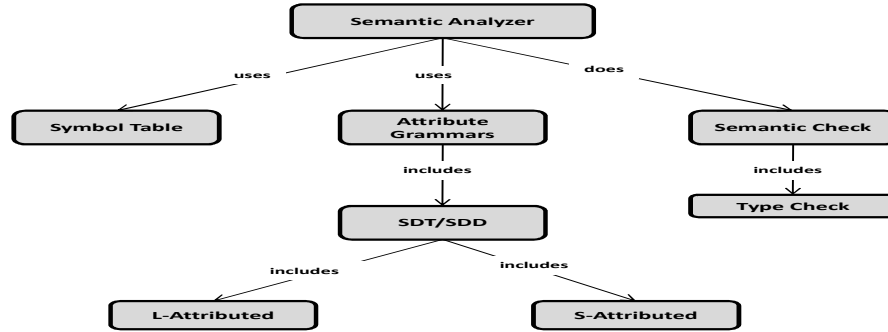 Semantic Analyzer
uses
uses
does
Symbol Table
Attribute
Grammars
Semantic Check
includes
includes
Type Check
SDT/SDD
includes
includes
L-Attributed
S-Attributed